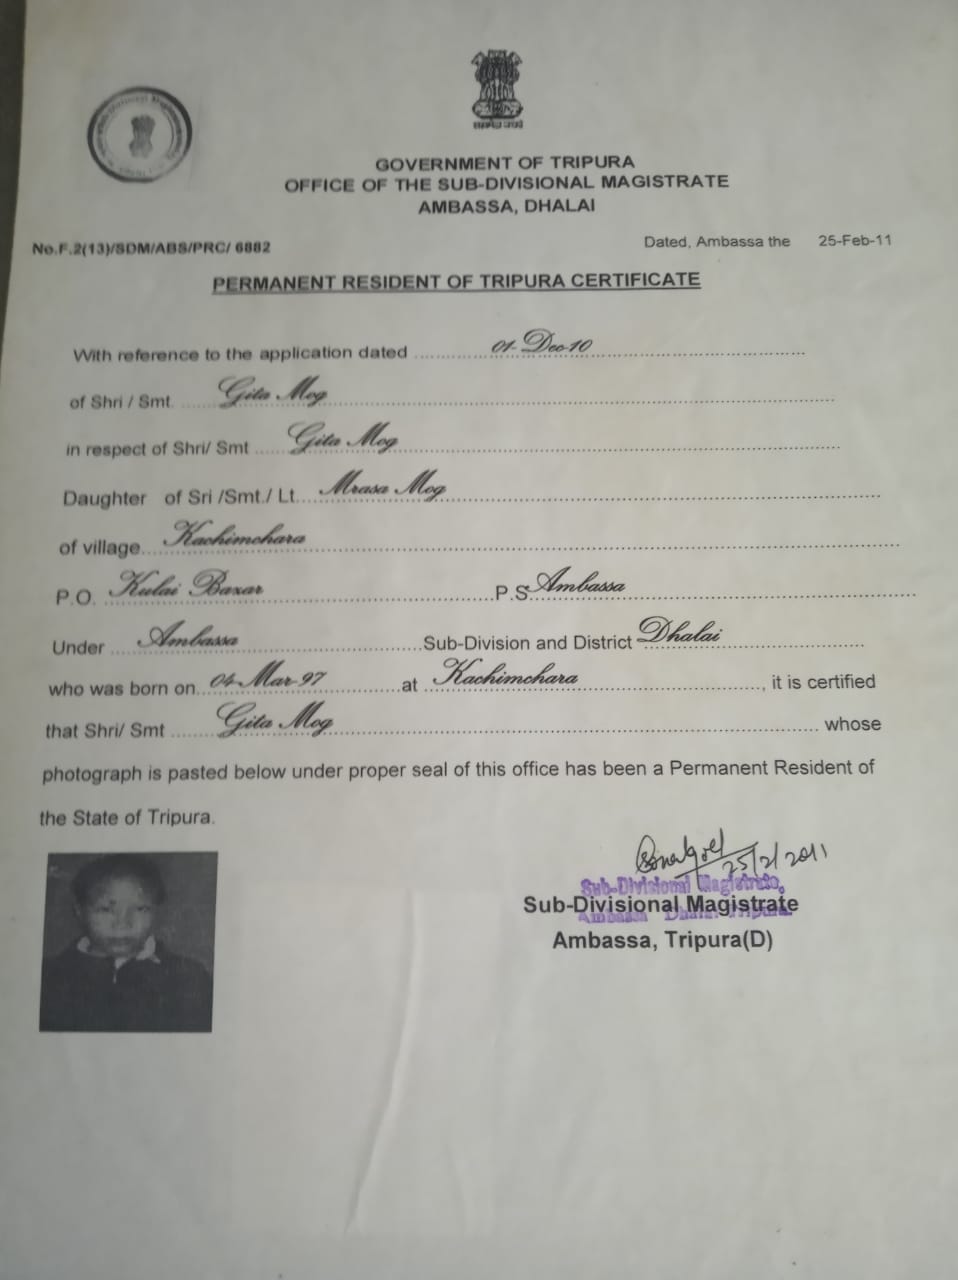 GOVERNMENT OF TRIPURA
OFFICE OF THE SUB-DIVISIONAL MAGISTRATE
AMBASSA, DHALAI
No.F.2(13)/SDM/ABS/PRC/ 6882 Dated, Ambassa the 25-Feb-11
PERMANENT RESIDENT OF TRIPURA CERTIFICATE
With reference to the application dated 01-Dec-10
of Shri / Smt. Gita Mog
in respect of Shri/ Smt Gita Mog
Daughter of Sri /Smt./ Lt. Mrasa Mog
of village Kachimchara
P.O. Kulai Bazar P.S Ambassa
Under Ambassa Sub-Division and District Dhalai
who was born on 04-Mar-97 at Kachimchara, it is certified
that Shri/ Smt Gita Mog whose
photograph is pasted below under proper seal of this office has been a Permanent Resident of
the State of Tripura.
25/2/2011
Sub-Divisional Magistrate,
Sub-Divisional Magistrate
Ambassa Dhalai Tripura
Ambassa, Tripura(D)